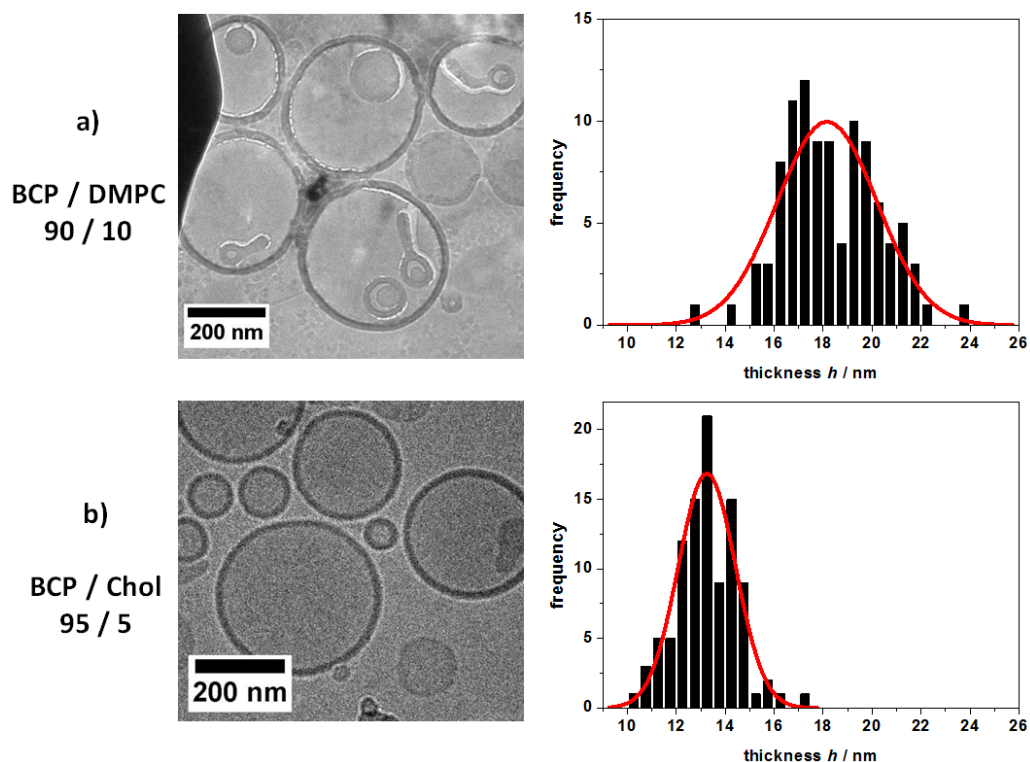 a)
BCP / DMPC
90 / 10
200 nm
15
10
5
0
frequency
10 12 14 16 18 20 22 24 26
thickness h / nm
b)
BCP / Chol
95 / 5
200 nm
20
15
10
5
0
frequency
10 12 14 16 18 20 22 24 26
thickness h / nm